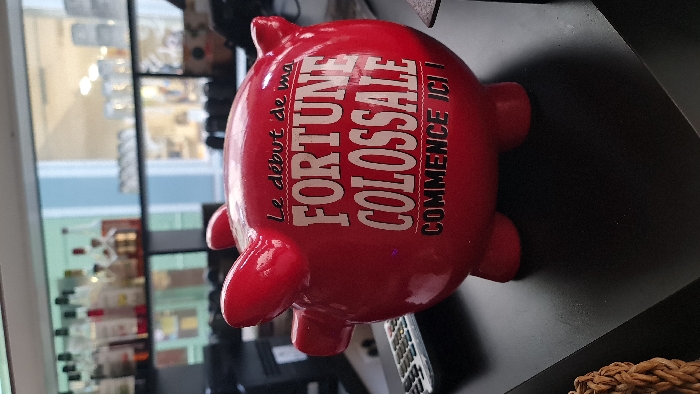 Le début de ma
FORTUNE
COLOSSALE
COMMENCE ICI !